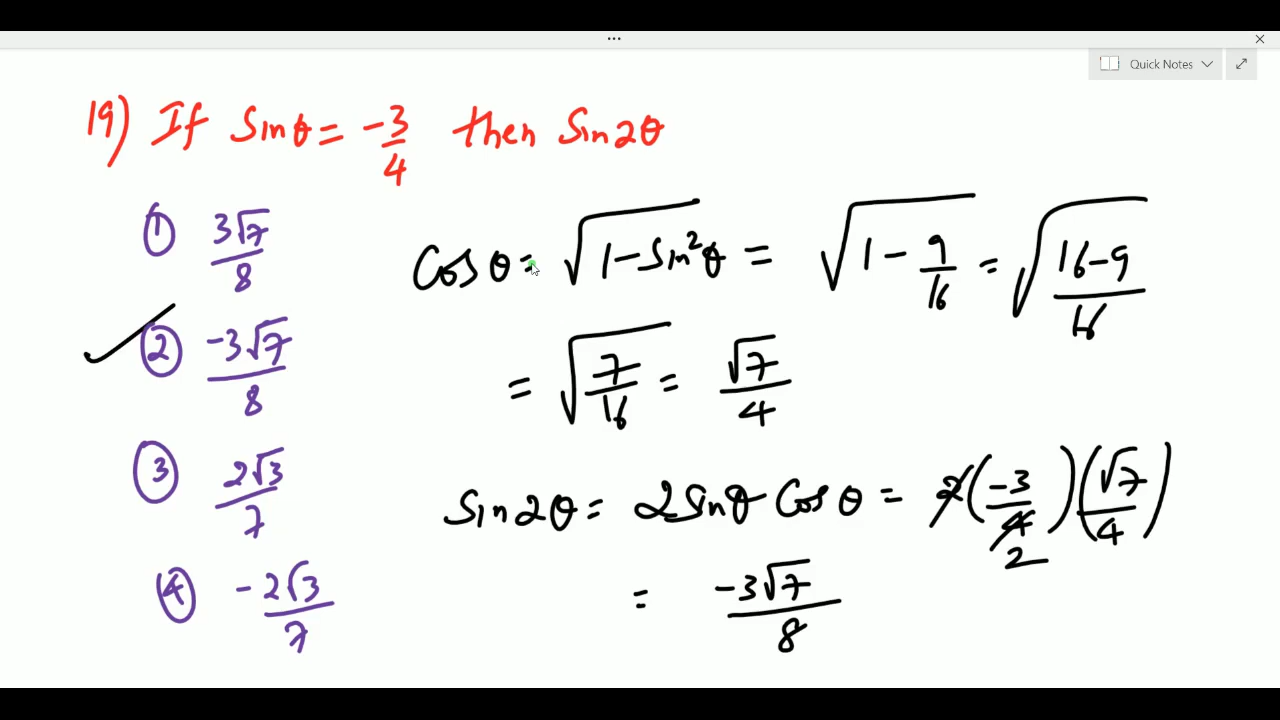 Quick Notes
19) If Sinθ = -3/4 then Sin2θ
① 3√7/8
② -3√7/8
③ 2√3/7
④ -2√3/7
Cosθ = √(1-Sin²θ) = √(1 - 9/16) = √((16-9)/16)
= √(7/16) = √7/4
Sin2θ = 2Sinθ Cosθ = 2(-3/4)(√7/4)
2
= -3√7/8